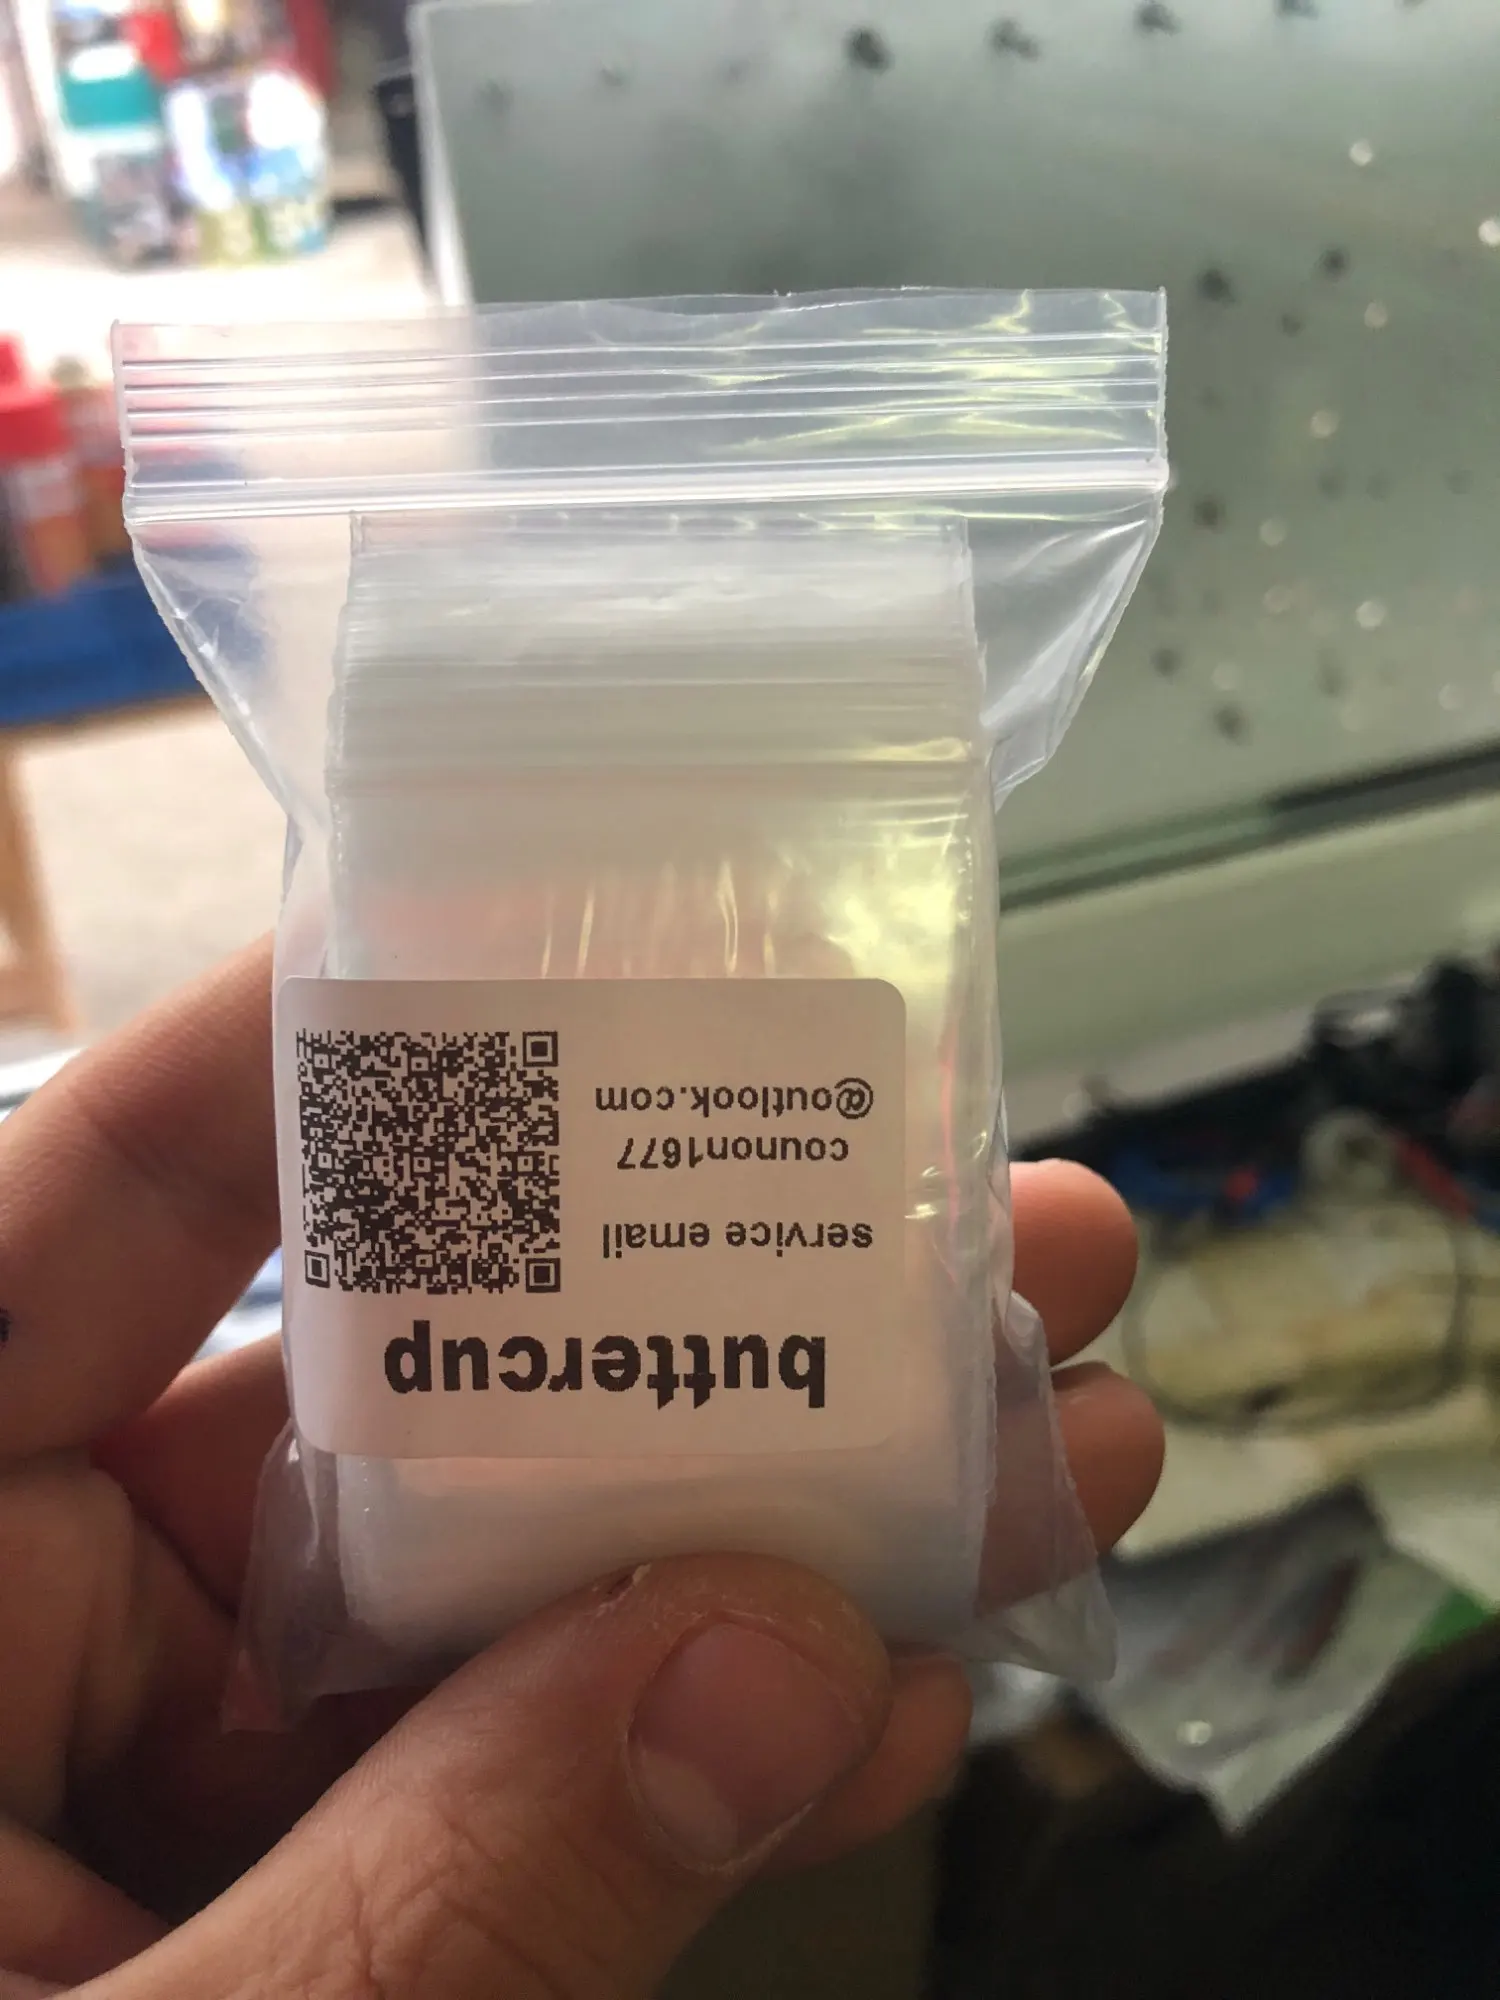 buttercup
service email
counon1677
@outlook.com